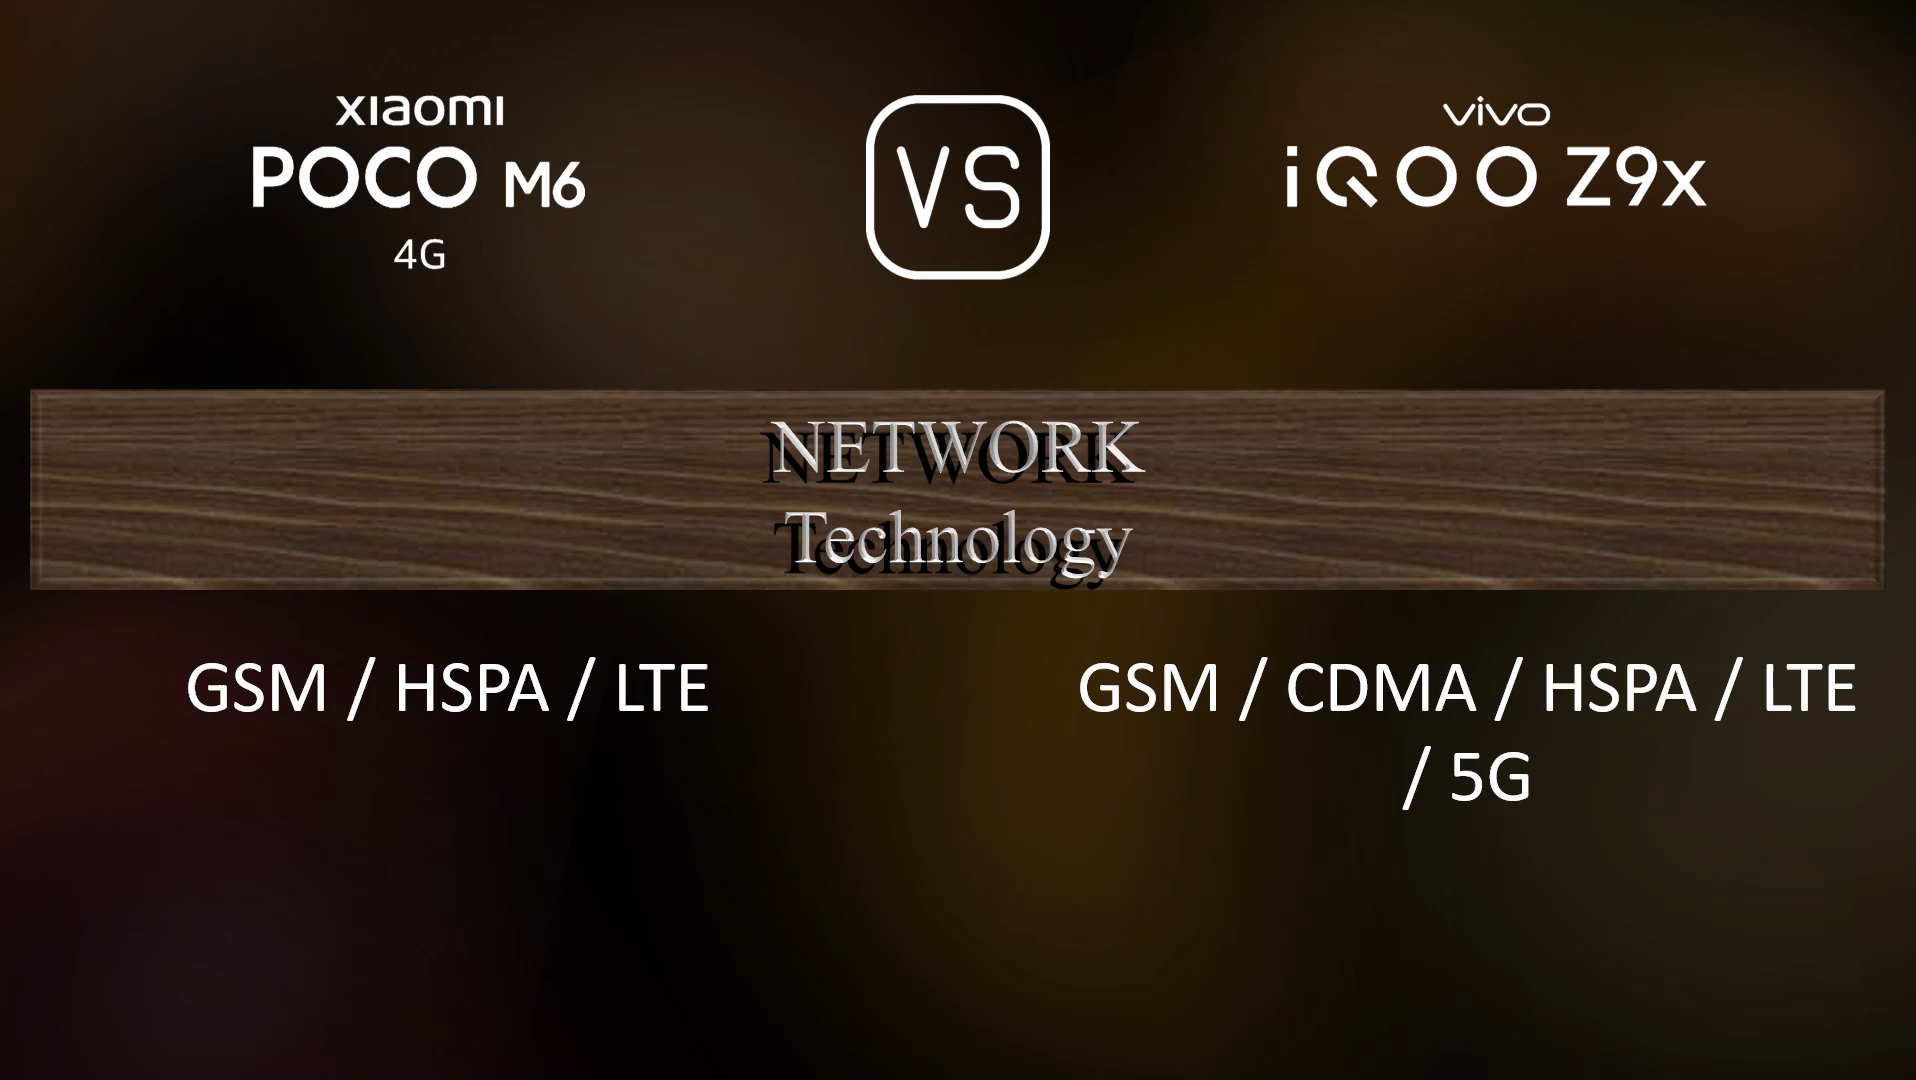 xiaomi
POCO M6
4G
VS
vivo
iQOO Z9x
NETWORK
Technology
GSM / HSPA / LTE
GSM / CDMA / HSPA / LTE
/ 5G